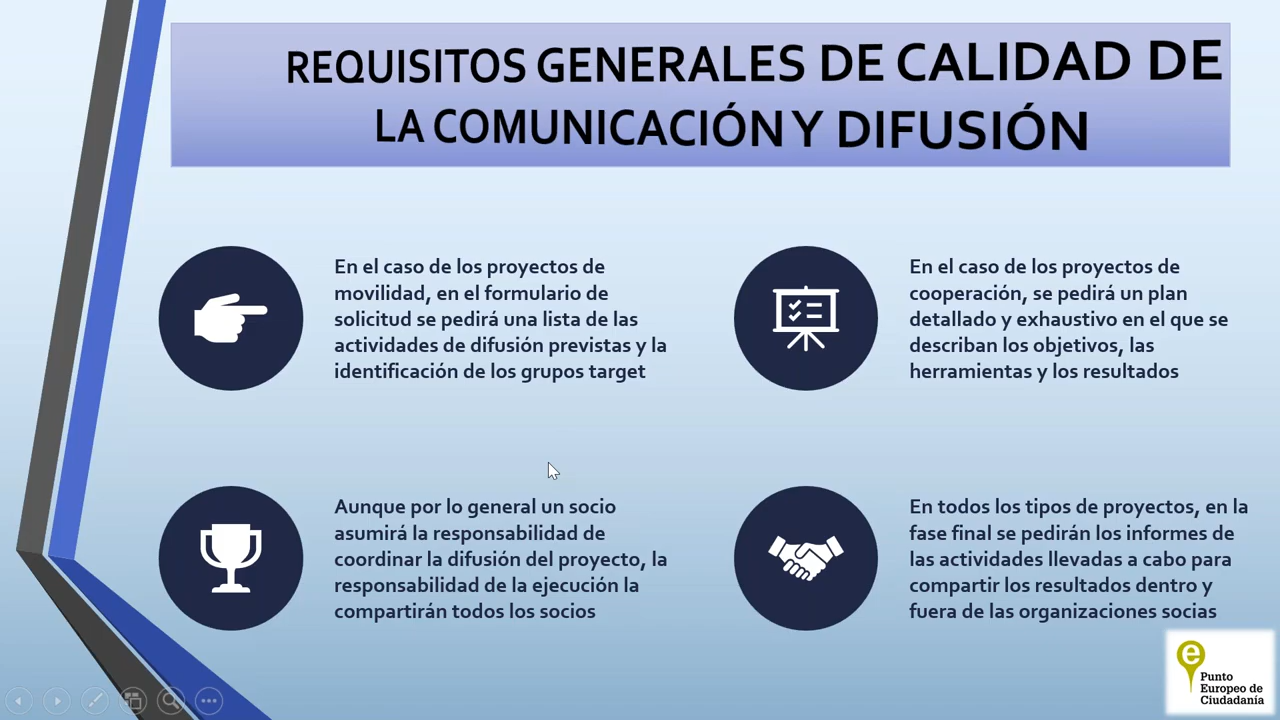 REQUISITOS GENERALES DE CALIDAD DE
LA COMUNICACIÓN Y DIFUSIÓN
En el caso de los proyectos de
movilidad, en el formulario de
solicitud se pedirá una lista de las
actividades de difusión previstas y la
identificación de los grupos target
En el caso de los proyectos de
cooperación, se pedirá un plan
detallado y exhaustivo en el que se
describan los objetivos, las
herramientas y los resultados
Aunque por lo general un socio
asumirá la responsabilidad de
coordinar la difusión del proyecto, la
responsabilidad de la ejecución la
compartirán todos los socios
En todos los tipos de proyectos, en la
fase final se pedirán los informes de
las actividades llevadas a cabo para
compartir los resultados dentro y
fuera de las organizaciones socias
e
Punto
Europeo de
Ciudadanía